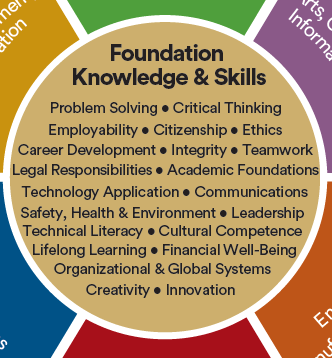 Foundation
Knowledge & Skills
Problem Solving • Critical Thinking
Employability • Citizenship • Ethics
Career Development • Integrity • Teamwork
Legal Responsibilities • Academic Foundations
Technology Application • Communications
Safety, Health & Environment • Leadership
Technical Literacy • Cultural Competence
Lifelong Learning • Financial Well-Being
Organizational & Global Systems
Creativity • Innovation